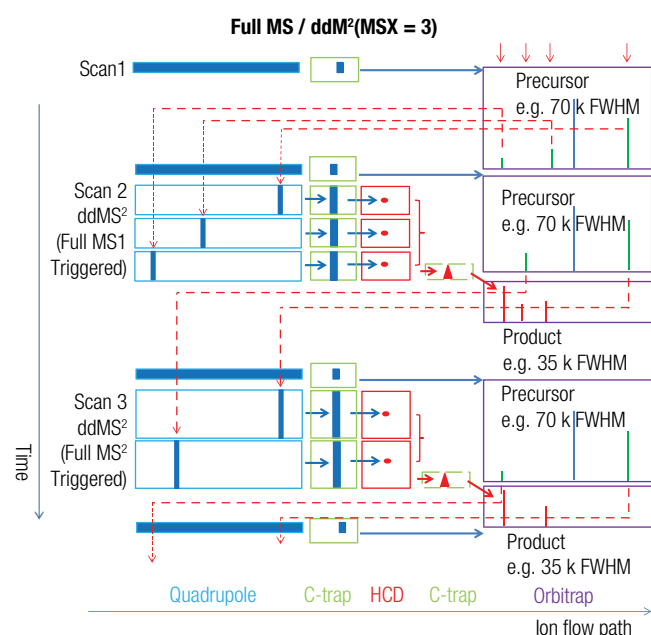 Full MS / ddM²(MSX = 3)
Scan1
Precursor
e.g. 70 k FWHM
Scan 2
ddMS²
(Full MS1
Triggered)
Precursor
e.g. 70 k FWHM
Product
e.g. 35 k FWHM
Scan 3
ddMS²
(Full MS²
Triggered)
Precursor
e.g. 70 k FWHM
Product
e.g. 35 k FWHM
Time
Quadrupole C-trap HCD C-trap Orbitrap
Ion flow path